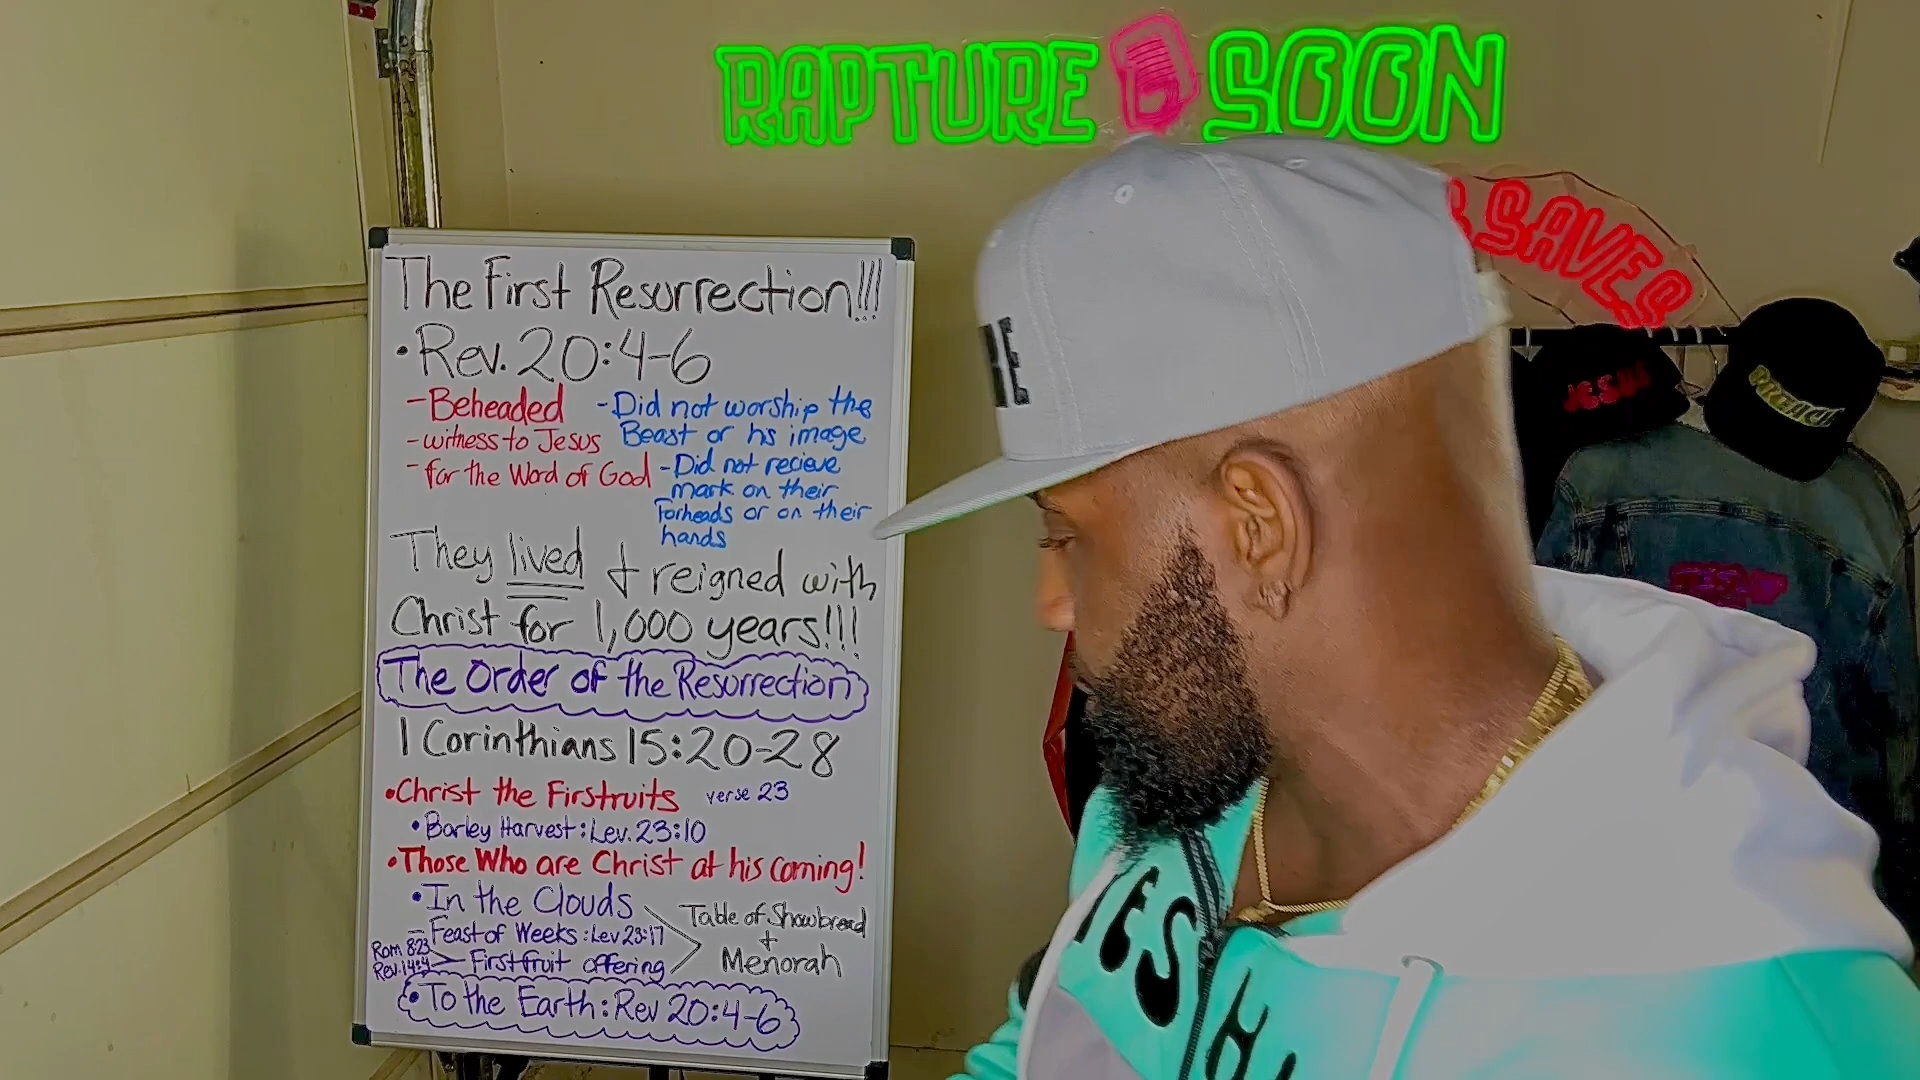 RAPTURE SOON
SAVES
The First Resurrection!!!
• Rev. 20:4-6
- Beheaded
- witness to Jesus
- for the Word of God
- Did not worship the
Beast or hs image
- Did not recieve
mark on their
Forheads or on their
hands
They lived + reigned with
Christ for 1,000 years!!!
The Order of the Resurrection
1 Corinthians 15:20-28
• Christ the Firstruits verse 23
• Barley Harvest: Lev. 23:10
• Those Who are Christ at his coming!
• In the Clouds
- Feast of Weeks: Lev 23:17
Rom 8:23
Rev. 14:4
- Firstfruit offering
Table of Showbread
+
Menorah
• To the Earth: Rev 20:4-6
JESUS
PREACH